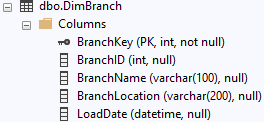 dbo.DimBranch
Columns
BranchKey (PK, int, not null)
BranchID (int, null)
BranchName (varchar(100), null)
BranchLocation (varchar(200), null)
LoadDate (datetime, null)